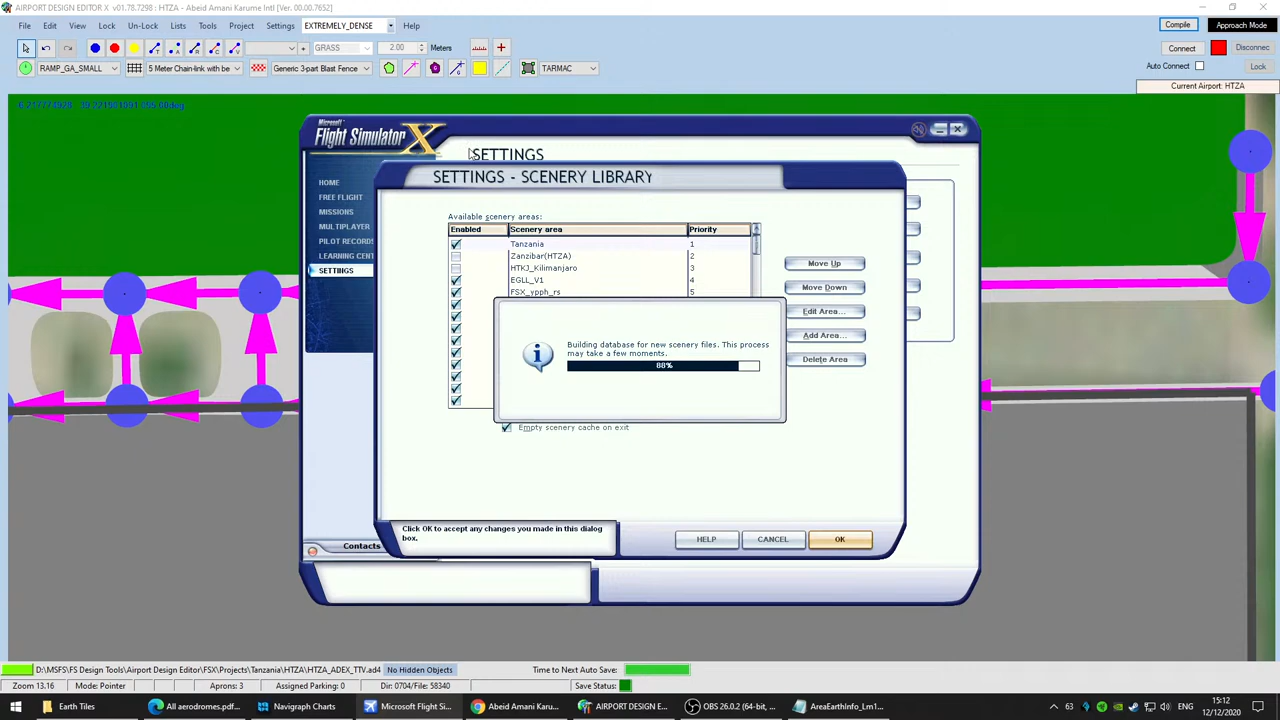 AIRPORT DESIGN EDITOR X v01.78.7298 : HTZA - Abeid Amani Karume Intl (Ver. 00.00.7652)
File Edit View Lock Un-Lock Lists Tools Project Settings EXTREMELY_DENSE Help
Compile Approach Mode
GRASS 2.00 Meters
Connect Disconnec
RAMP_GA_SMALL 5 Meter Chain-link with be Generic 3-part Blast Fence TARMAC
Auto Connect Lock
Current Airport: HTZA
Microsoft
Flight Simulator X
SETTINGS
SETTINGS - SCENERY LIBRARY
HOME
FREE FLIGHT
MISSIONS
MULTIPLAYER
PILOT RECORDS
LEARNING CENT
SETTINGS
Available scenery areas:
Enabled Scenery area Priority
Tanzania 1
Zanzibar(HTZA) 2
HTKJ_Kilimanjaro 3
EGLL_V1 4
FSX_ypph_rs 5
Move Up
Move Down
Edit Area...
Add Area...
Delete Area
Building database for new scenery files. This process
may take a few moments.
88%
Empty scenery cache on exit
Click OK to accept any changes you made in this dialog
box.
HELP CANCEL OK
Contacts
D:\MSFS\FS Design Tools\Airport Design Editor\FSX\Projects\Tanzania\HTZA\HTZA_ADEX_TTV.ad4 No Hidden Objects Time to Next Auto Save:
Zoom 13.16 Mode: Pointer Aprons: 3 Assigned Parking: 0 Dir: 0704/File: 58340 Save Status:
Earth Tiles All aerodromes.pdf... Navigraph Charts Microsoft Flight Si... Abeid Amani Karum... AIRPORT DESIGN E... OBS 26.0.2 (64-bit, ... AreaEarthInfo_Lm1... 63 ENG 15:12
12/12/2020